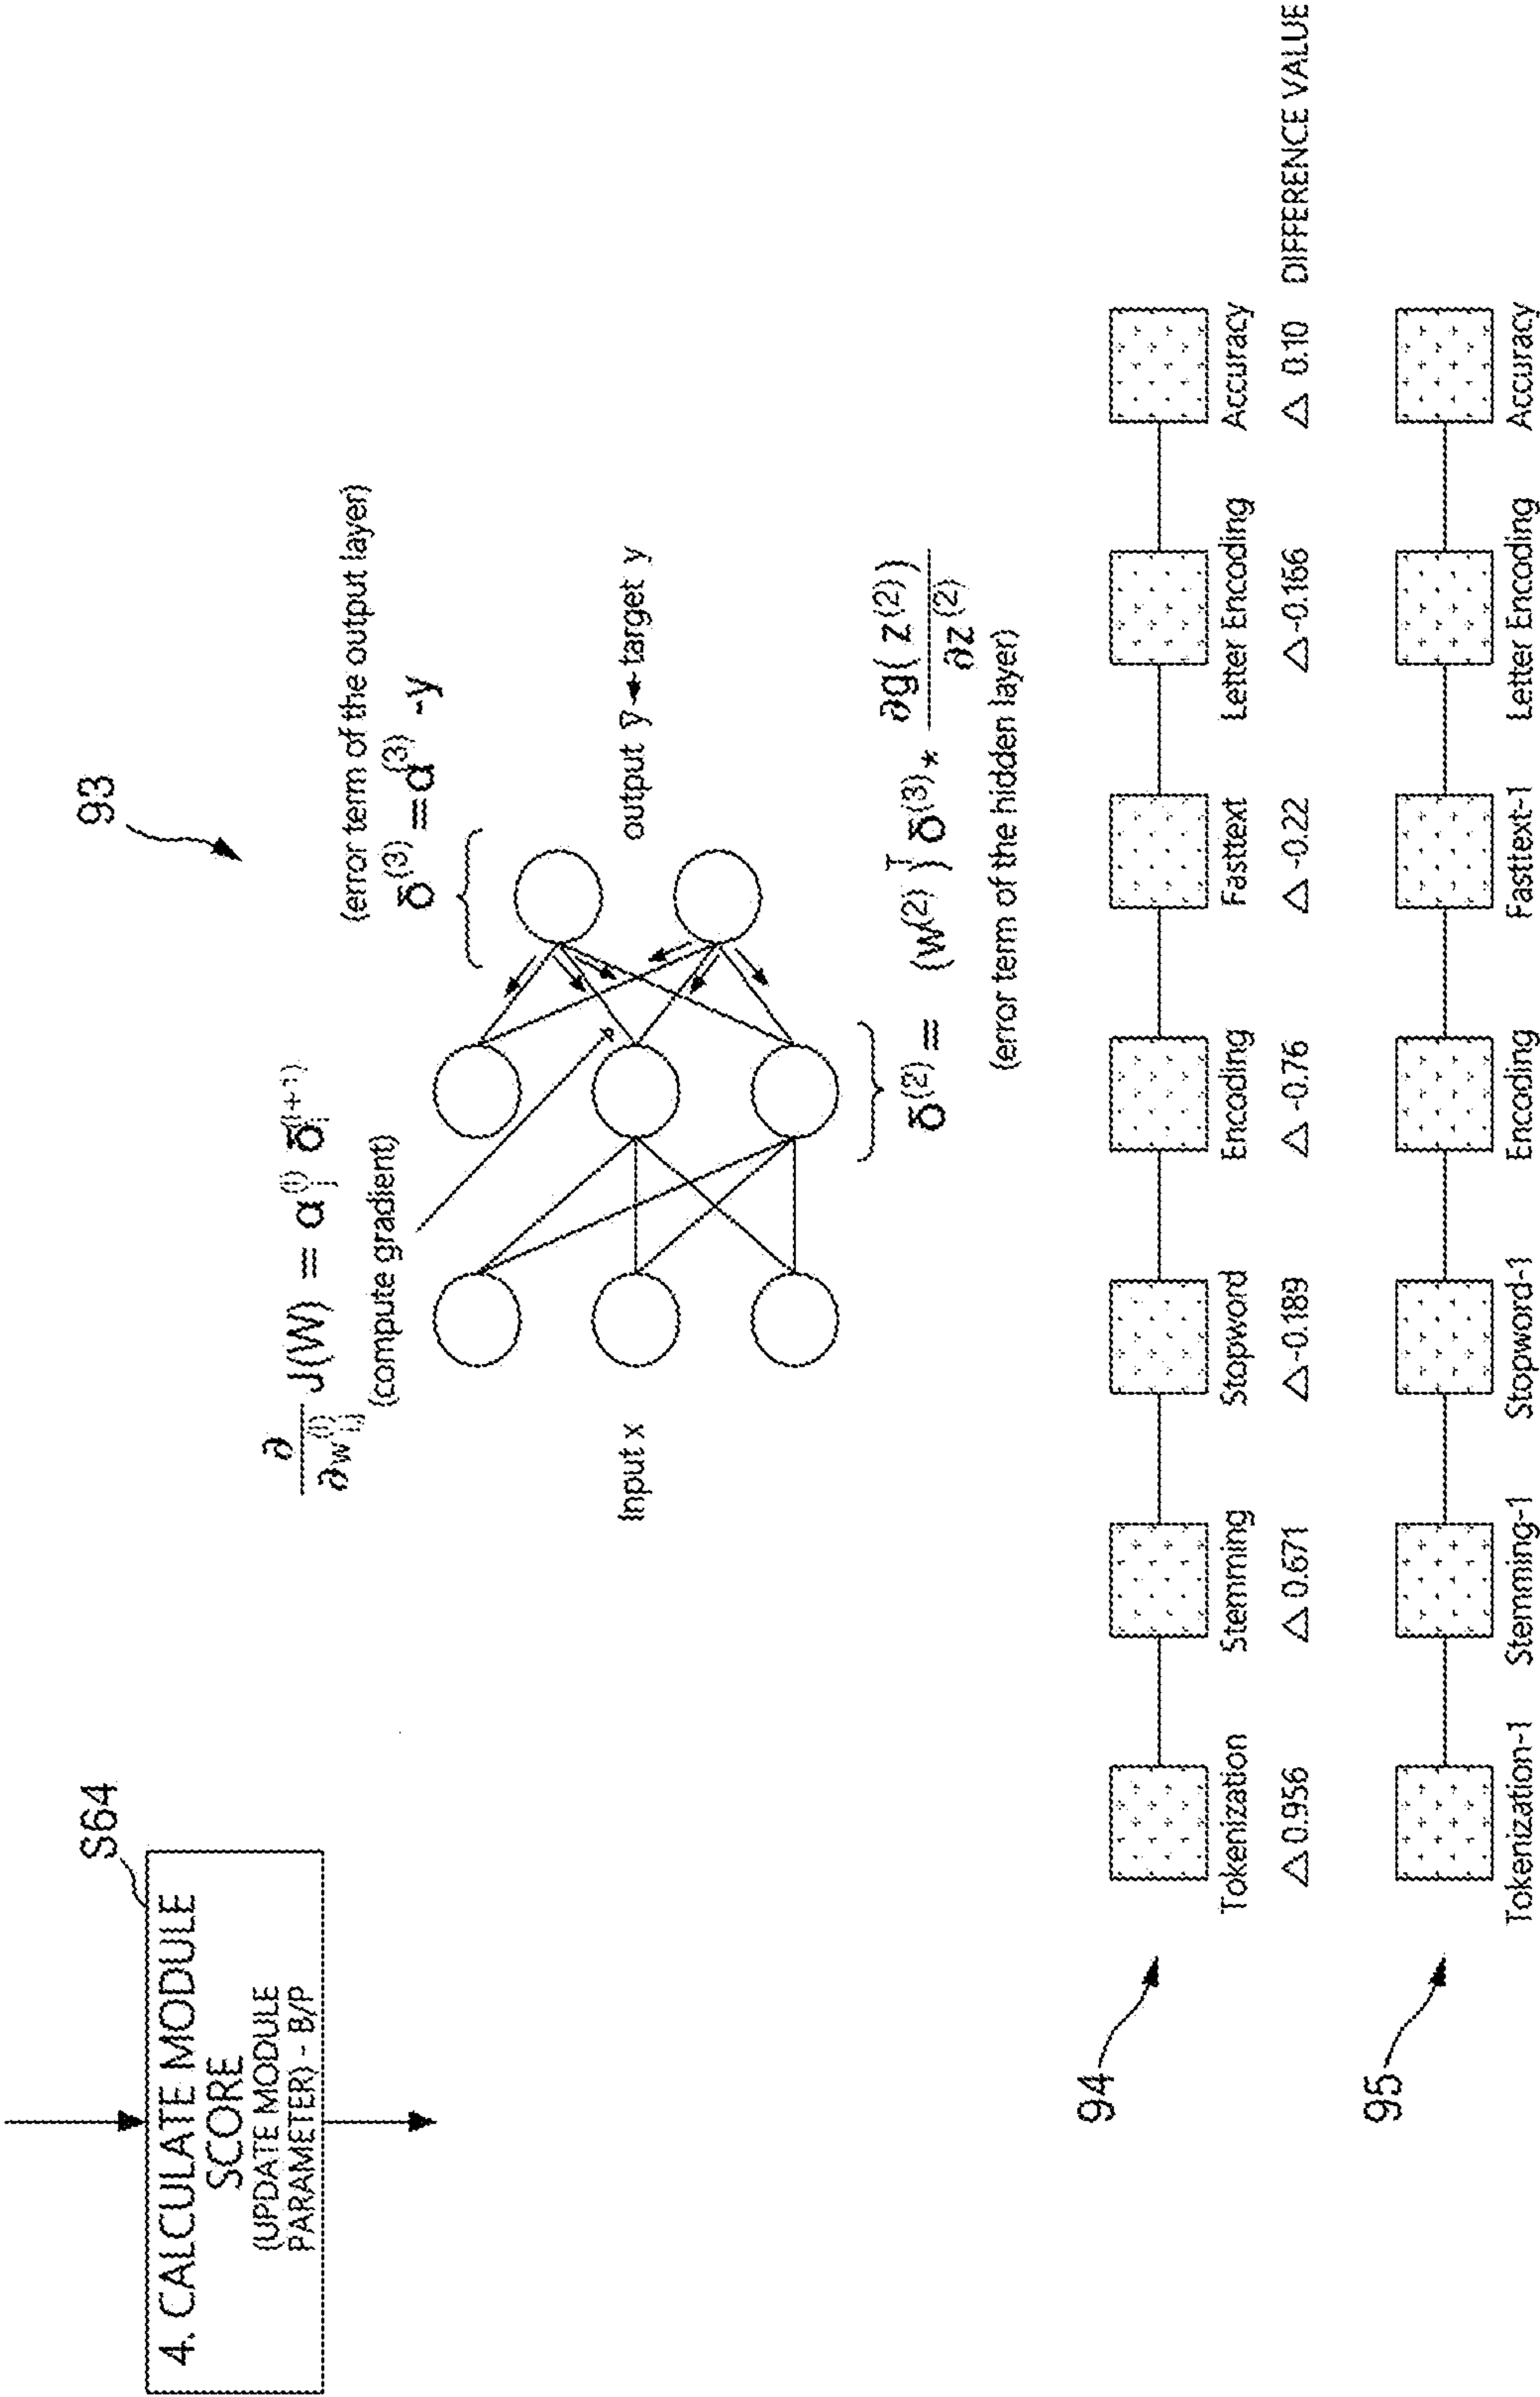 S64
4. CALCULATE MODULE
SCORE
(UPDATE MODULE
PARAMETER) - B/P
93
∂/∂w_ij^(l) J(W) = α_j^(l) δ_i^(l+1)
(compute gradient)
(error term of the output layer)
δ^(3) = α^(3) -y
Input x
output ȳ target y
δ^(2) = (W^(2))^T δ^(3) * ∂g(z^(2))/∂z^(2)
(error term of the hidden layer)
94
Tokenization Stemming Stopword Encoding Fasttext Letter Encoding Accuracy
△ 0.956 △ 0.671 △ -0.189 △ -0.76 △ -0.22 △ -0.166 △ 0.10 DIFFERENCE VALUE
95
Tokenization-1 Stemming-1 Stopword-1 Encoding Fasttext-1 Letter Encoding Accuracy